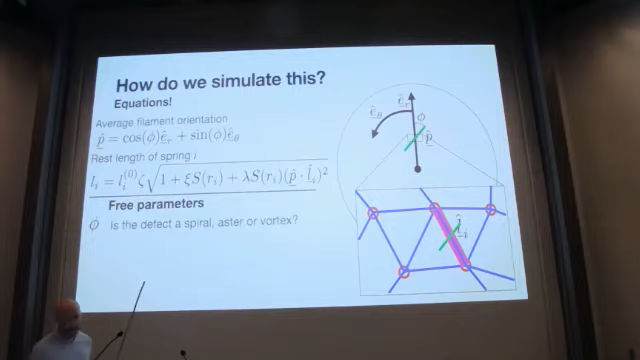 How do we simulate this?
Equations!
Average filament orientation
p̂ = cos(ϕ)ê_r + sin(ϕ)ê_θ
Rest length of spring i
l_i = l_i^(0) ζ√(1 + ξS(r_i) + λS(r_i)(p̂ · l̂_i)²)
Free parameters
ϕ Is the defect a spiral, aster or vortex?
ê_r
ê_θ
ϕ
p̂
l̂_i